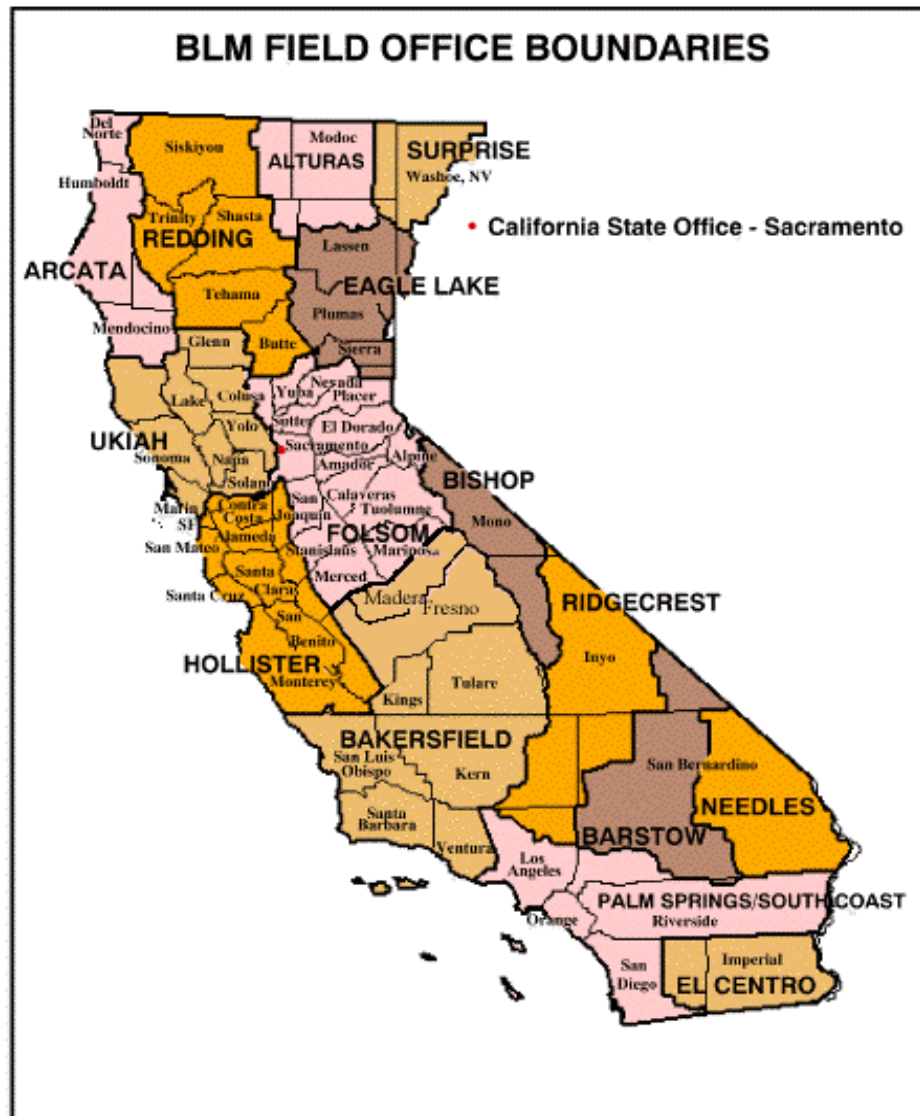 BLM FIELD OFFICE BOUNDARIES
Del
Norte
Siskiyou
Modoc
ALTURAS
SURPRISE
Washoe, NV
Humboldt
Trinity
Shasta
REDDING
• California State Office - Sacramento
Lassen
ARCATA
EAGLE LAKE
Tehama
Plumas
Mendocino
Glenn
Butte
Sierra
Lake
Colusa
Yuba
Nevada
Placer
Yolo
Sutter
El Dorado
UKIAH
Sonoma
Napa
Sacramento
Amador
Alpine
Solano
BISHOP
Marin
SF
Contra
Costa
San
Joaquin
Calaveras
Tuolumne
Mono
San Mateo
Alameda
FOLSOM
Stanislaus
Mariposa
Santa Cruz
Santa
Clara
Merced
Madera
Fresno
RIDGECREST
San
Benito
HOLLISTER
Monterey
Inyo
Kings
Tulare
BAKERSFIELD
San Luis
Obispo
Kern
San Bernardino
NEEDLES
Santa
Barbara
Ventura
BARSTOW
Los
Angeles
PALM SPRINGS/SOUTH COAST
Orange
Riverside
San
Diego
Imperial
EL CENTRO